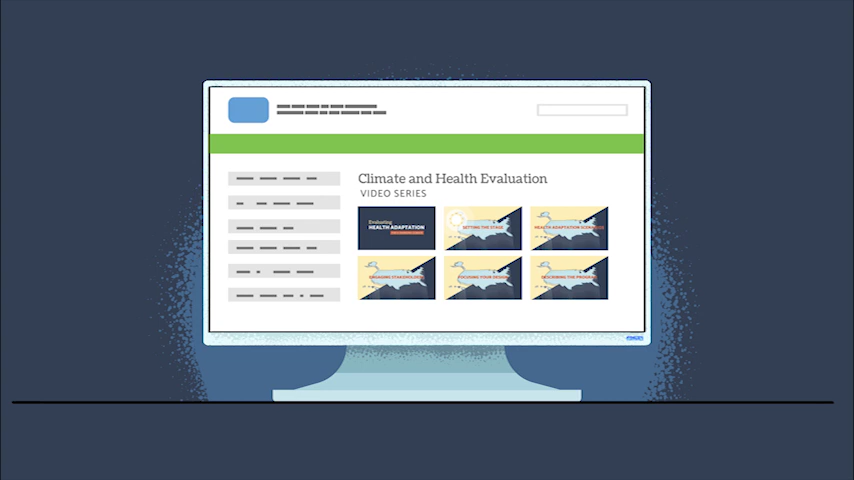 Climate and Health Evaluation
VIDEO SERIES
Evaluating
HEALTH ADAPTATION
SETTING THE STAGE
HEALTH ADAPTATION SCENARIOS
ENGAGING STAKEHOLDERS
FOCUSING YOUR DESIGN
DESCRIBING THE PROGRAM